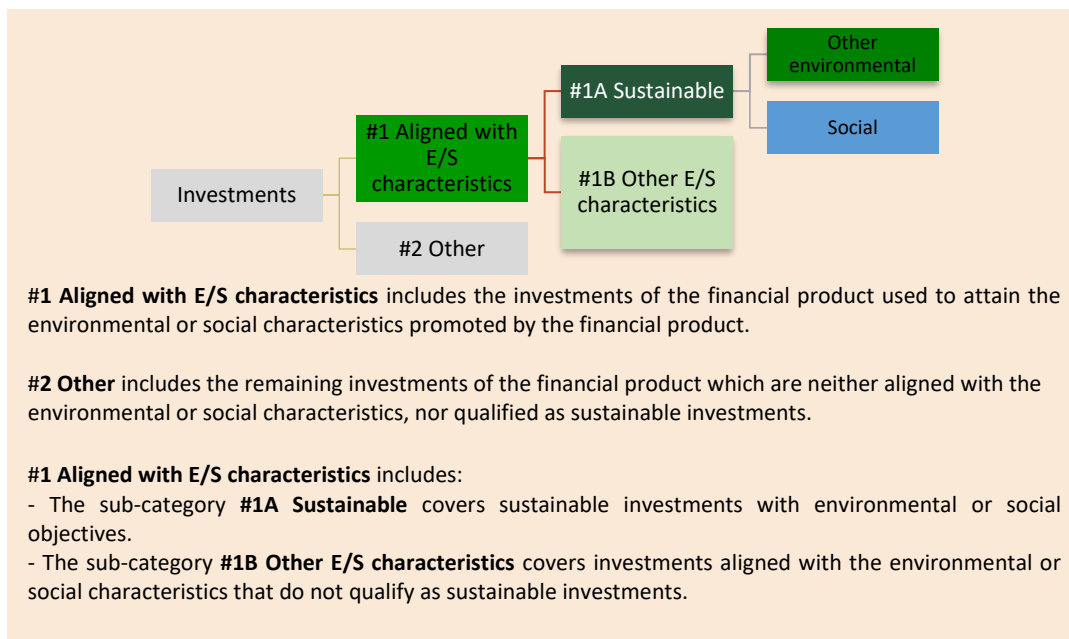 Other
environmental
#1A Sustainable
#1 Aligned with
E/S
characteristics
Social
#1B Other E/S
characteristics
Investments
#2 Other
#1 Aligned with E/S characteristics includes the investments of the financial product used to attain the
environmental or social characteristics promoted by the financial product.
#2 Other includes the remaining investments of the financial product which are neither aligned with the
environmental or social characteristics, nor qualified as sustainable investments.
#1 Aligned with E/S characteristics includes:
- The sub-category #1A Sustainable covers sustainable investments with environmental or social
objectives.
- The sub-category #1B Other E/S characteristics covers investments aligned with the environmental or
social characteristics that do not qualify as sustainable investments.